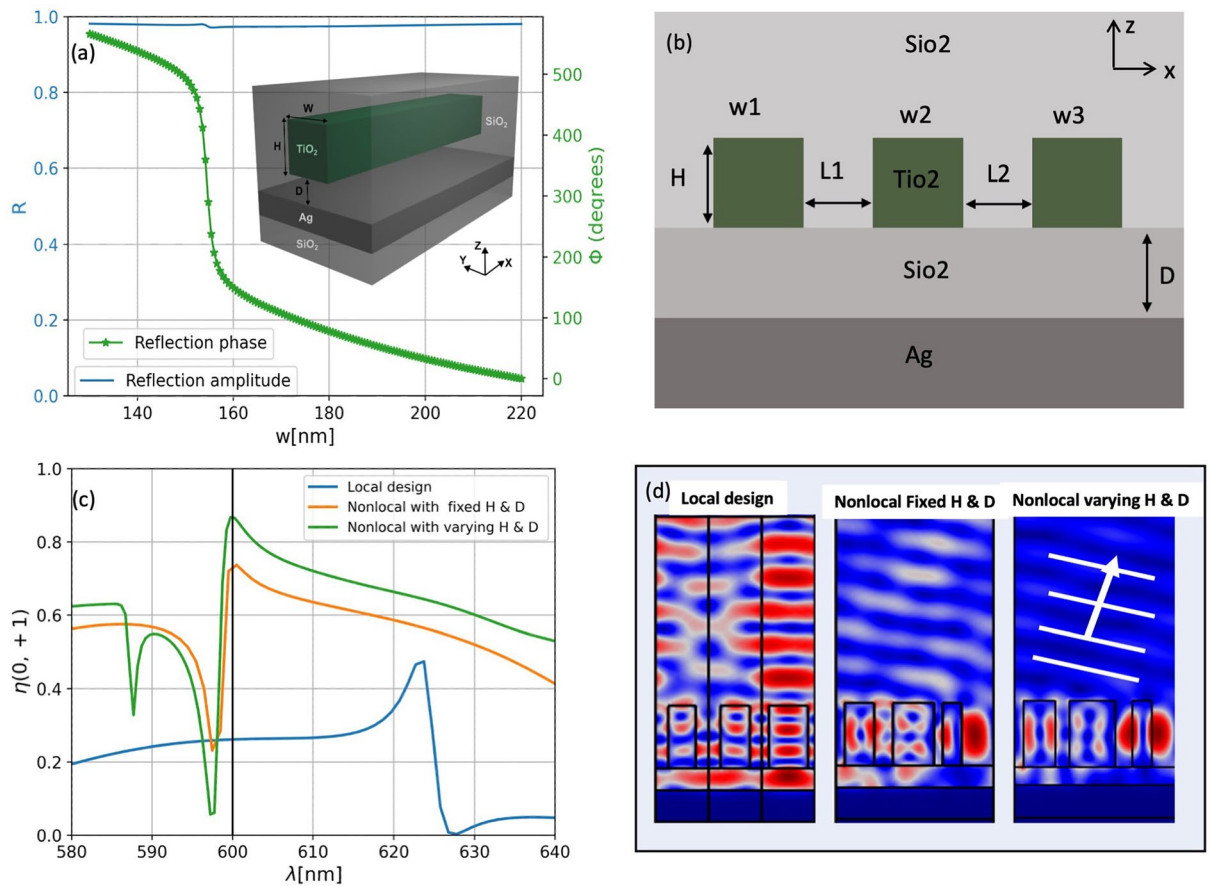 (a)
1.0
0.8
0.6
0.4
0.2
0.0
R
500
400
300
200
100
0
Φ (degrees)
140 160 180 200 220
w[nm]
Reflection phase
Reflection amplitude
W
H
TiO₂
SiO₂
D
Ag
SiO₂
Z
Y X
(b)
Sio2
Z
X
w1 w2 w3
H L1 Tio2 L2
Sio2 D
Ag
(c)
1.0
0.8
0.6
0.4
0.2
0.0
η(0, +1)
580 590 600 610 620 630 640
λ[nm]
Local design
Nonlocal with fixed H & D
Nonlocal with varying H & D
(d)
Local design
Nonlocal Fixed H & D
Nonlocal varying H & D